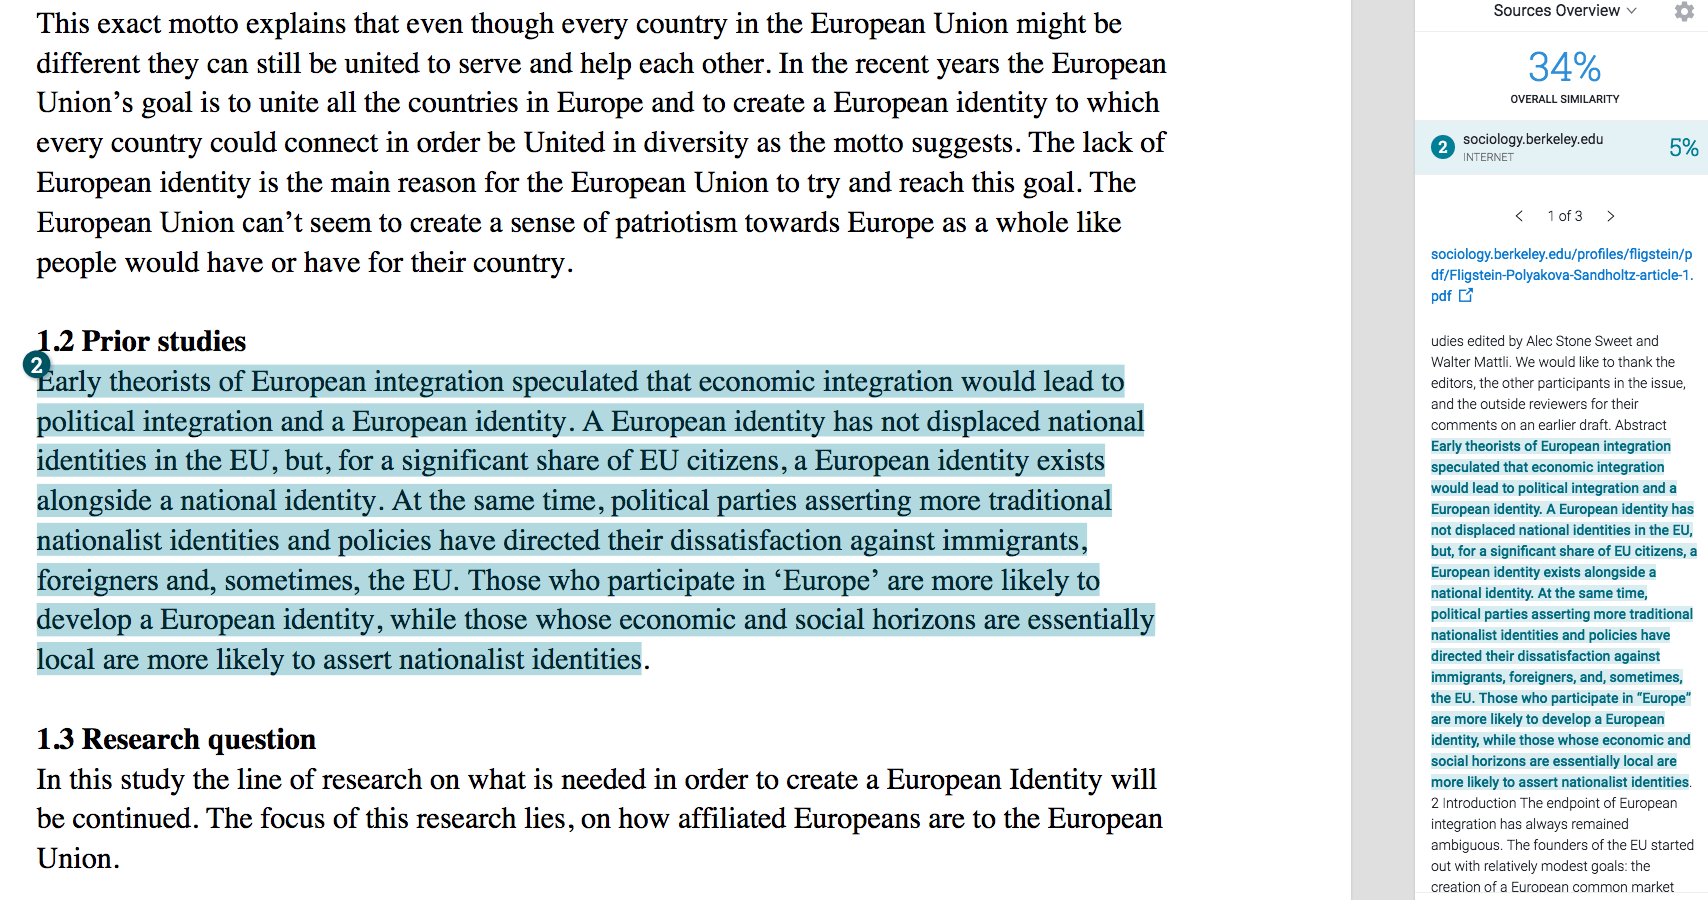 This exact motto explains that even though every country in the European Union might be
different they can still be united to serve and help each other. In the recent years the European
Union’s goal is to unite all the countries in Europe and to create a European identity to which
every country could connect in order be United in diversity as the motto suggests. The lack of
European identity is the main reason for the European Union to try and reach this goal. The
European Union can’t seem to create a sense of patriotism towards Europe as a whole like
people would have or have for their country.
1.2 Prior studies
2
Early theorists of European integration speculated that economic integration would lead to
political integration and a European identity. A European identity has not displaced national
identities in the EU, but, for a significant share of EU citizens, a European identity exists
alongside a national identity. At the same time, political parties asserting more traditional
nationalist identities and policies have directed their dissatisfaction against immigrants,
foreigners and, sometimes, the EU. Those who participate in ‘Europe’ are more likely to
develop a European identity, while those whose economic and social horizons are essentially
local are more likely to assert nationalist identities.
1.3 Research question
In this study the line of research on what is needed in order to create a European Identity will
be continued. The focus of this research lies, on how affiliated Europeans are to the European
Union.
Sources Overview
34%
OVERALL SIMILARITY
2 sociology.berkeley.edu 5%
INTERNET
1 of 3
sociology.berkeley.edu/profiles/fligstein/p
df/Fligstein-Polyakova-Sandholtz-article-1.
pdf
udies edited by Alec Stone Sweet and
Walter Mattli. We would like to thank the
editors, the other participants in the issue,
and the outside reviewers for their
comments on an earlier draft. Abstract
Early theorists of European integration
speculated that economic integration
would lead to political integration and a
European identity. A European identity has
not displaced national identities in the EU,
but, for a significant share of EU citizens, a
European identity exists alongside a
national identity. At the same time,
political parties asserting more traditional
nationalist identities and policies have
directed their dissatisfaction against
immigrants, foreigners, and, sometimes,
the EU. Those who participate in “Europe”
are more likely to develop a European
identity, while those whose economic and
social horizons are essentially local are
more likely to assert nationalist identities.
2 Introduction The endpoint of European
integration has always remained
ambiguous. The founders of the EU started
out with relatively modest goals: the
creation of a European common market